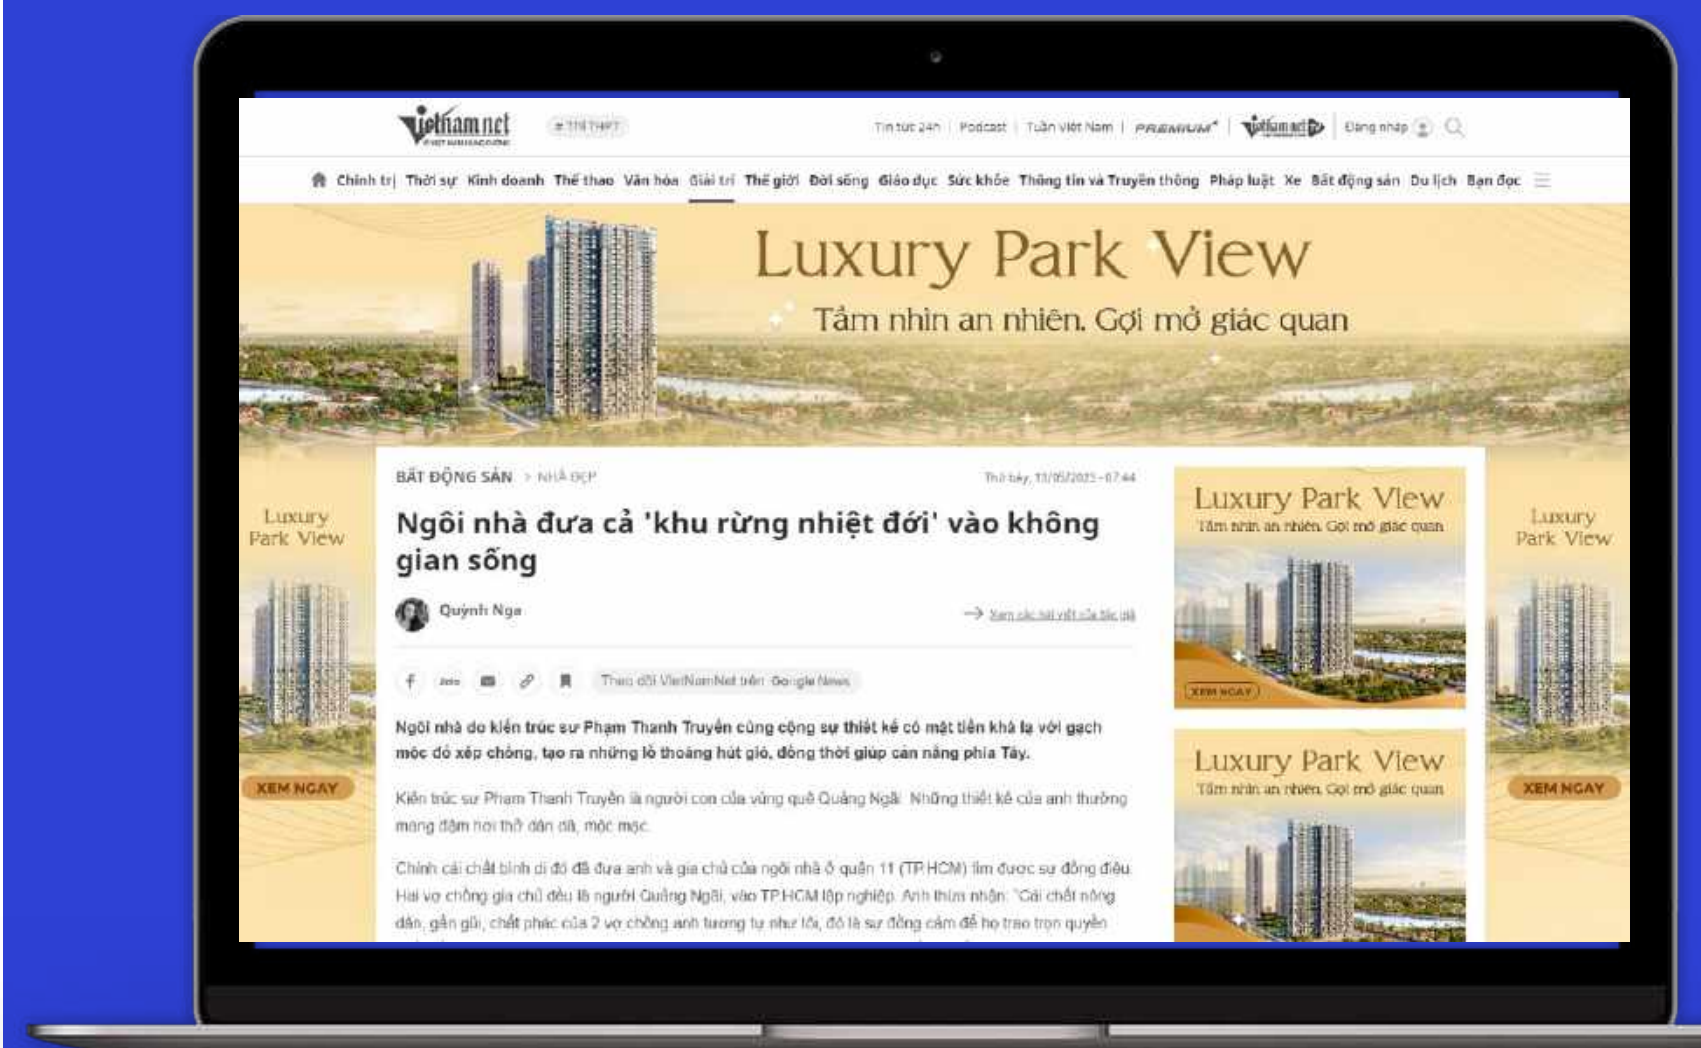 Vietnamnet
# THI THPT
Tin tức 24h | Podcast | Tuần Việt Nam | PREMIUM | Vietnamnet | Đăng nhập
Chính trị Thời sự Kinh doanh Thể thao Văn hóa Giải trí Thế giới Đời sống Giáo dục Sức khỏe Thông tin và Truyền thông Pháp luật Xe Bất động sản Du lịch Bạn đọc
Luxury Park View
Tầm nhìn an nhiên. Gợi mở giác quan
BẤT ĐỘNG SẢN > NHÀ ĐẸP
Ngôi nhà đưa cả 'khu rừng nhiệt đới' vào không
gian sống
Quỳnh Nga
Xem các bài viết của tác giả
Theo dõi VietNamNet trên Google News
Ngôi nhà do kiến trúc sư Phạm Thanh Truyền cùng cộng sự thiết kế có mặt tiền khá lạ với gạch
mộc đỏ xếp chồng, tạo ra những lỗ thoáng hút gió, đồng thời giúp cản nắng phía Tây.
Kiến trúc sư Phạm Thanh Truyền là người con của vùng quê Quảng Ngãi. Những thiết kế của anh thường
mang đậm hơi thở dân dã, mộc mạc.
Chính cái chất bình dị đó đã đưa anh và gia chủ của ngôi nhà ở quận 11 (TP.HCM) tìm được sự đồng điệu.
Hai vợ chồng gia chủ đều là người Quảng Ngãi, vào TP.HCM lập nghiệp. Anh thừa nhận: "Cái chất nông
dân, gần gũi, chất phác của 2 vợ chồng anh tương tự như tôi, đó là sự đồng cảm để họ trao trọn quyền
Luxury
Park View
XEM NGAY
Luxury Park View
Tầm nhìn an nhiên. Gợi mở giác quan
XEM NGAY
Luxury Park View
Tầm nhìn an nhiên. Gợi mở giác quan
Luxury
Park View
XEM NGAY